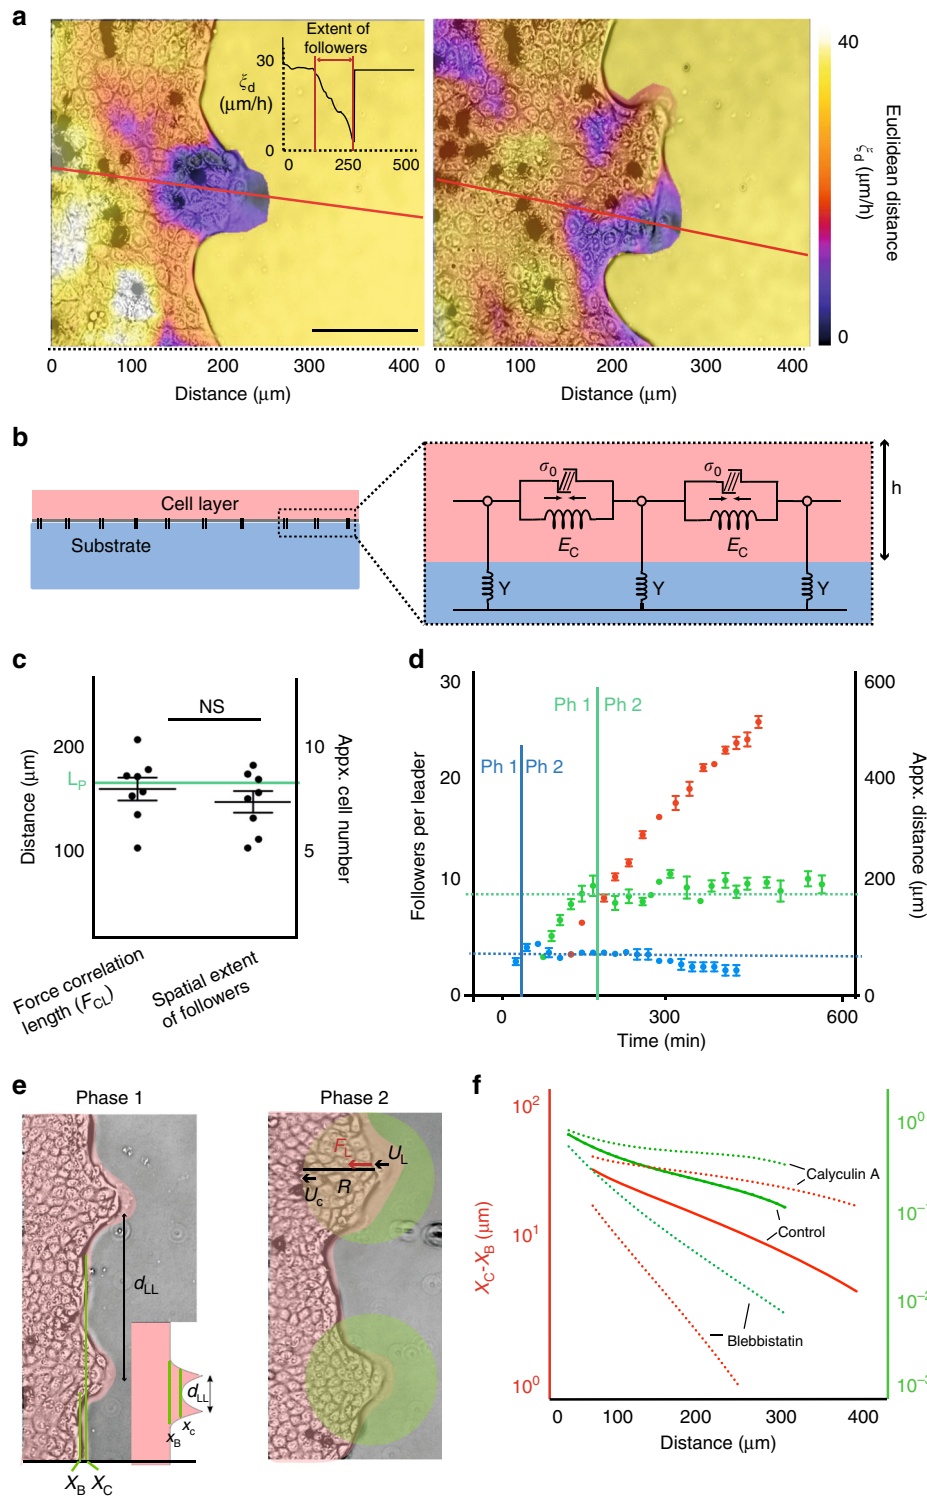 a
Extent of
followers
30
ξd
(μm/h)
0
0 250 500
40
Euclidean distance
ξd (μm/h)
0
0 100 200 300 400
Distance (μm)
0 100 200 300 400
Distance (μm)
b
Cell layer
Substrate
σ0
σ0
EC
EC
Y
Y
Y
h
c
NS
200
LP
100
Distance (μm)
10
5
Appx. cell number
Force correlation
length (FCL)
Spatial extent
of followers
d
30
20
10
0
Followers per leader
Ph 1 Ph 2
Ph 1 Ph 2
600
400
200
0
Appx. distance
(μm)
0 300 600
Time (min)
e
Phase 1
Phase 2
dLL
dLL
xB
xc
XB XC
FL
UL
R
Uc
f
10²
10¹
10⁰
XC-XB (μm)
10⁰
10⁻¹
10⁻²
10⁻³
Calyculin A
Control
Blebbistatin
0 100 200 300 400
Distance (μm)